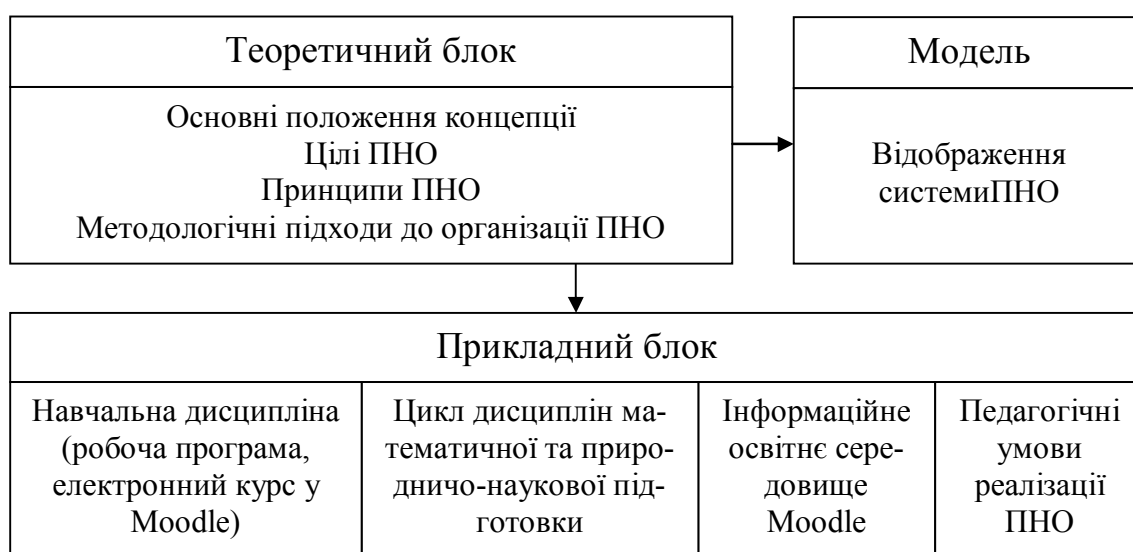 Теоретичний блок
Основні положення концепції
Цілі ПНО
Принципи ПНО
Методологічні підходи до організації ПНО
Модель
Відображення
системиПНО
Прикладний блок
Навчальна дисципліна
(робоча програма,
електронний курс у
Moodle)
Цикл дисциплін ма-
тематичної та приро-
дничо-наукової під-
готовки
Інформаційне
освітнє сере-
довище
Moodle
Педагогічні
умови
реалізації
ПНО